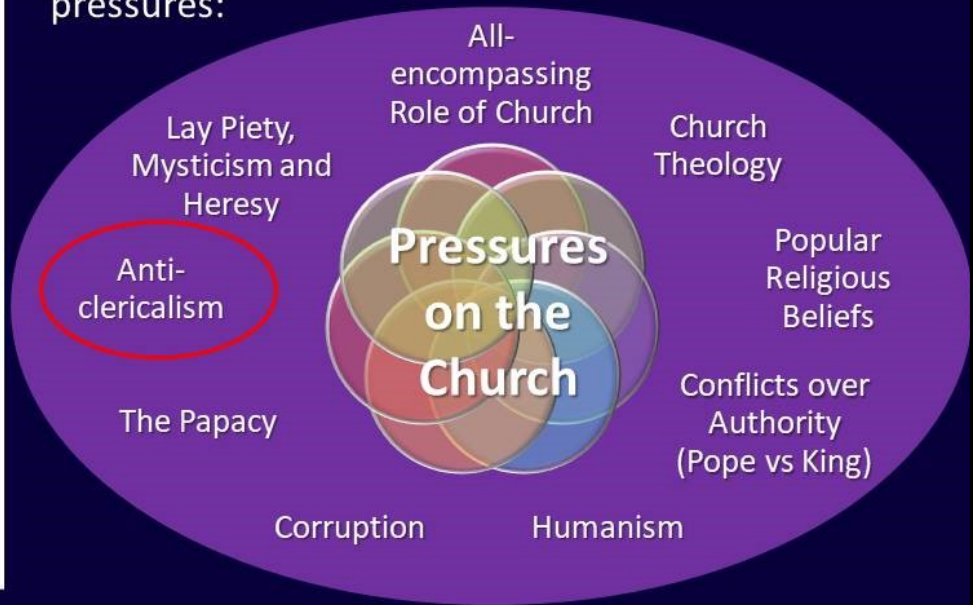 pressures:
All-
encompassing
Role of Church
Church
Theology
Popular
Religious
Beliefs
Conflicts over
Authority
(Pope vs King)
Humanism
Corruption
The Papacy
Anti-
clericalism
Lay Piety,
Mysticism and
Heresy
Pressures
on the
Church